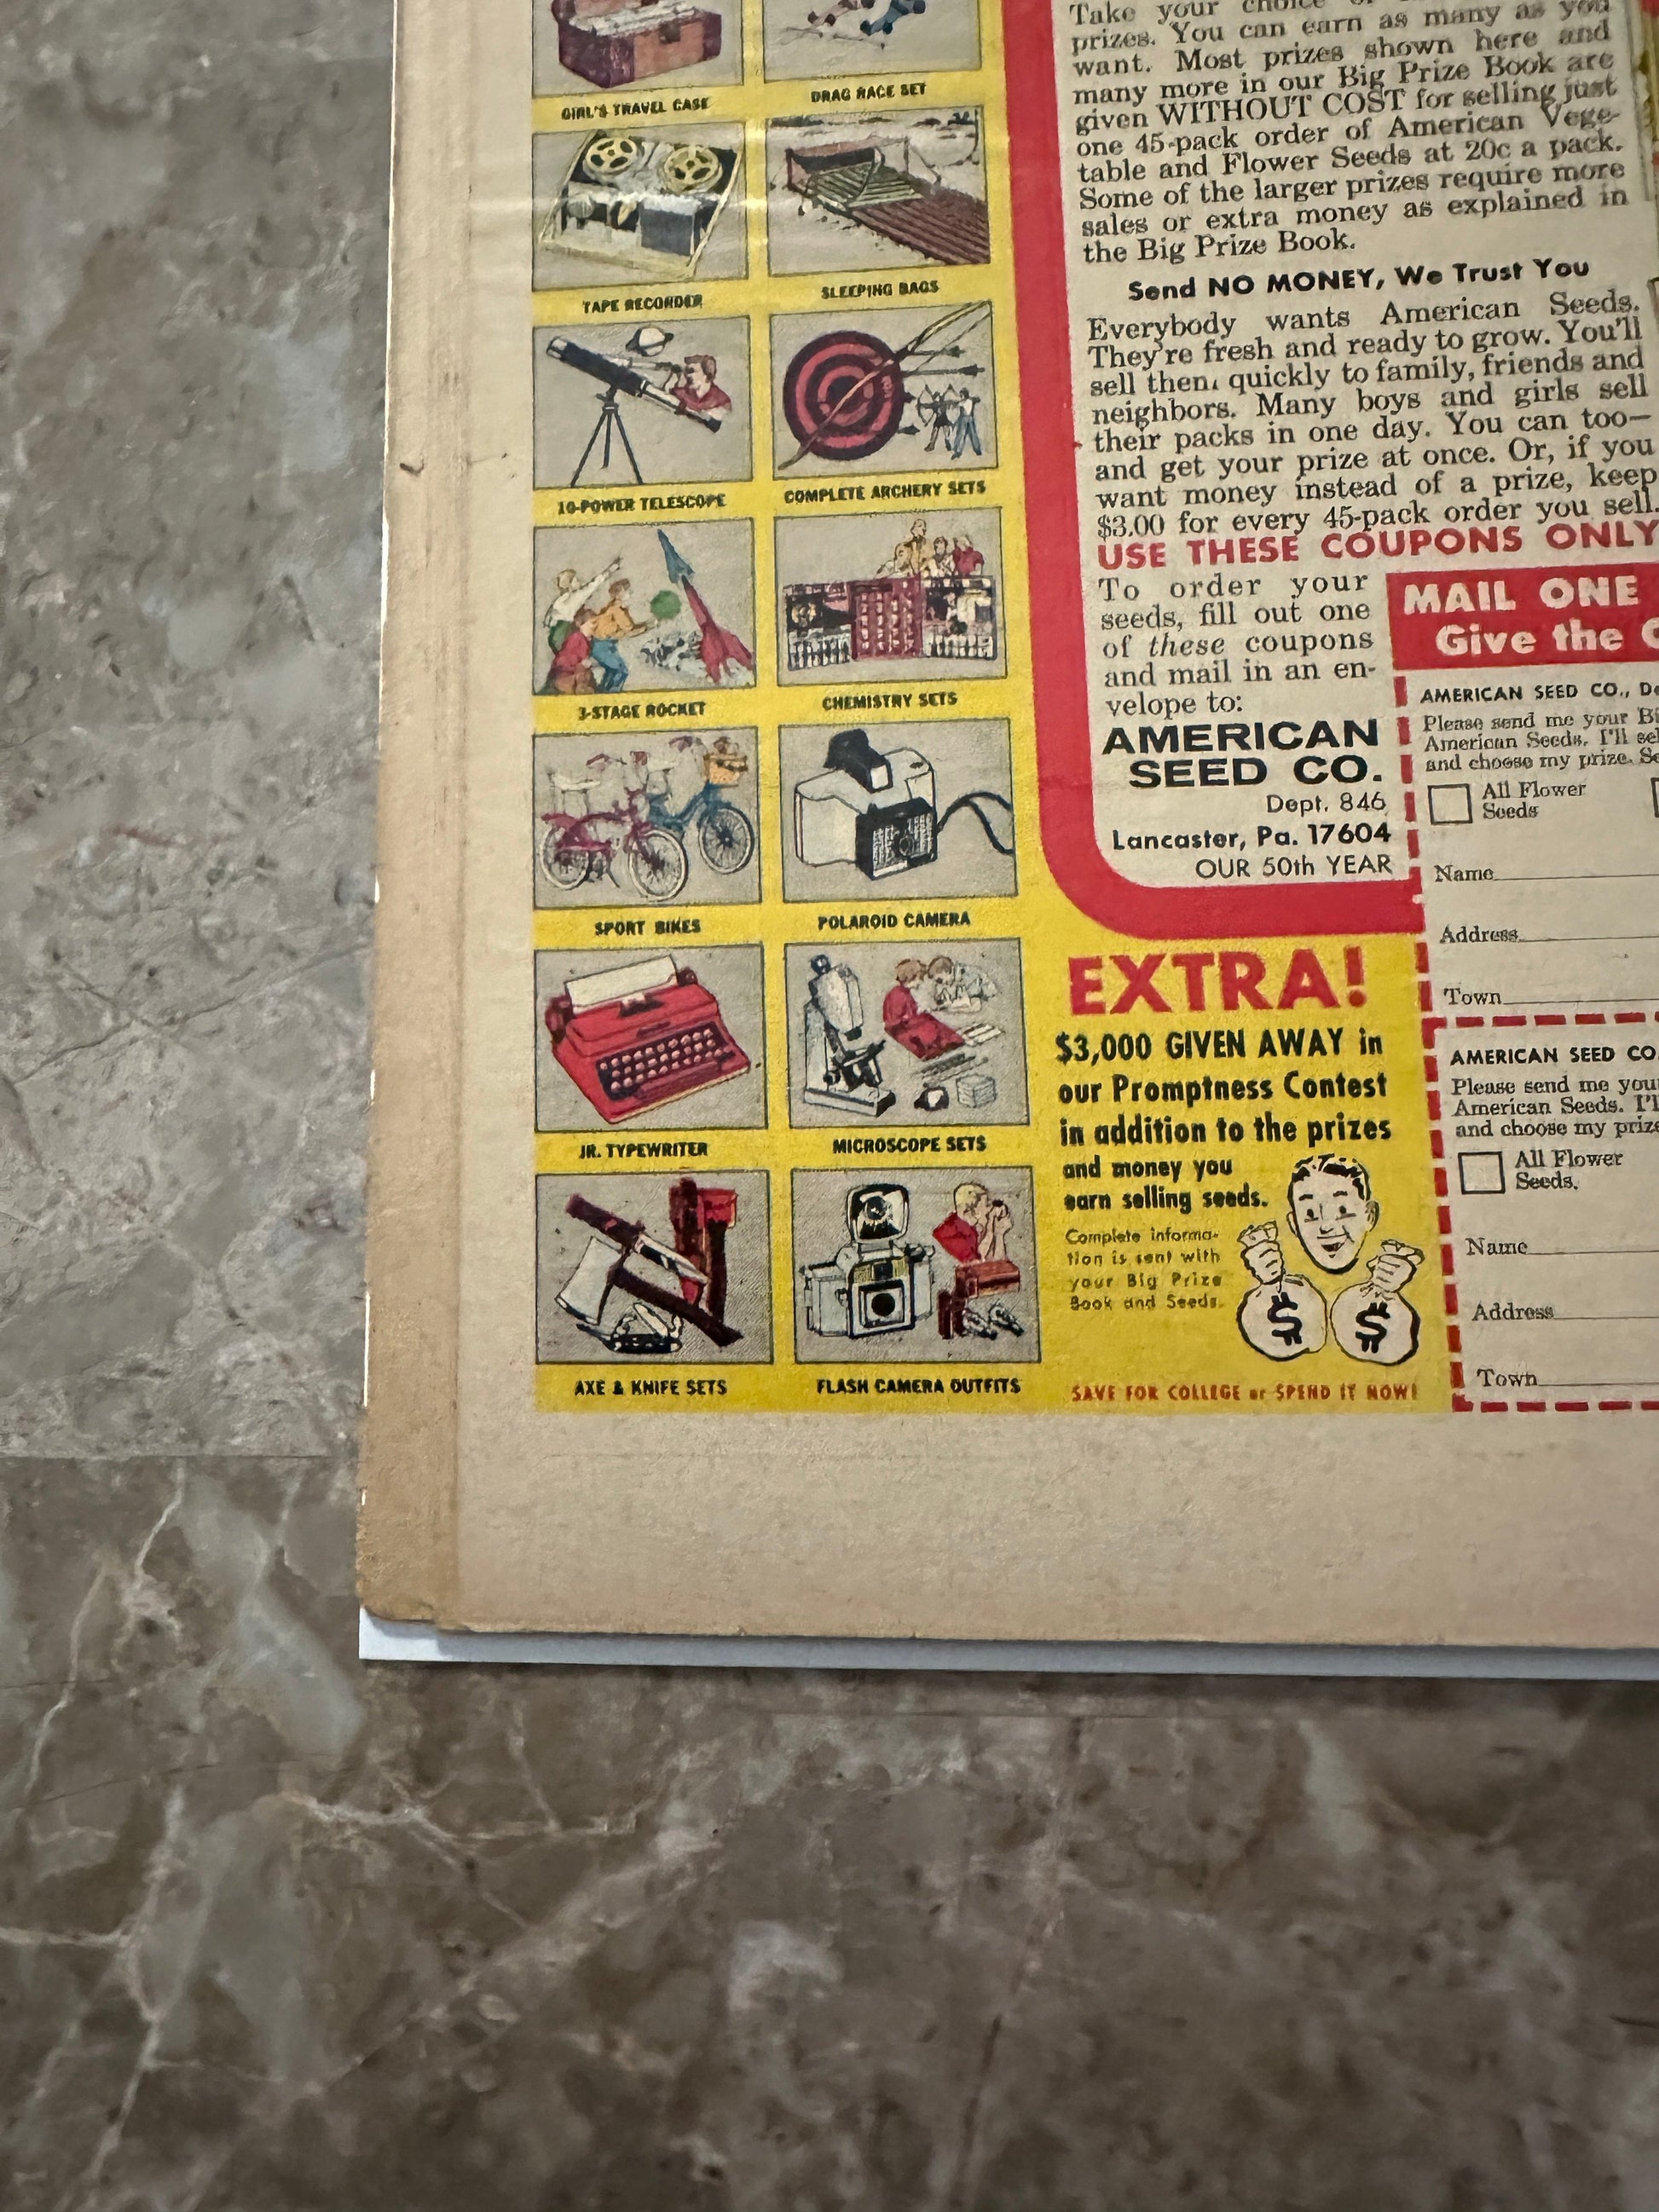 GIRL'S TRAVEL CASE
DRAG RACE SET
TAPE RECORDER
SLEEPING BAGS
10-POWER TELESCOPE
COMPLETE ARCHERY SETS
3-STAGE ROCKET
CHEMISTRY SETS
SPORT BIKES
POLAROID CAMERA
JR. TYPEWRITER
MICROSCOPE SETS
AXE & KNIFE SETS
FLASH CAMERA OUTFITS
Take your choice
prizes. You can earn as many as you
want. Most prizes shown here and
many more in our Big Prize Book are
given WITHOUT COST for selling just
one 45-pack order of American Vege-
table and Flower Seeds at 20c a pack.
Some of the larger prizes require more
sales or extra money as explained in
the Big Prize Book.
Send NO MONEY, We Trust You
Everybody wants American Seeds.
They're fresh and ready to grow. You'll
sell them quickly to family, friends and
neighbors. Many boys and girls sell
their packs in one day. You can too—
and get your prize at once. Or, if you
want money instead of a prize, keep
$3.00 for every 45-pack order you sell.
USE THESE COUPONS ONLY
To order your
seeds, fill out one
of these coupons
and mail in an en-
velope to:
AMERICAN
SEED CO.
Dept. 846
Lancaster, Pa. 17604
OUR 50th YEAR
EXTRA!
$3,000 GIVEN AWAY in
our Promptness Contest
in addition to the prizes
and money you
earn selling seeds.
Complete informa-
tion is sent with
your Big Prize
Book and Seeds.
$ $
SAVE FOR COLLEGE or SPEND IT NOW!
MAIL ONE
Give the
AMERICAN SEED CO.,
Please send me your
American Seeds. I'll
and choose my prize.
All Flower
Seeds
Name
Address
Town
AMERICAN SEED CO
Please send me your
American Seeds.
and choose my prize
All Flower
Seeds.
Name
Address
Town